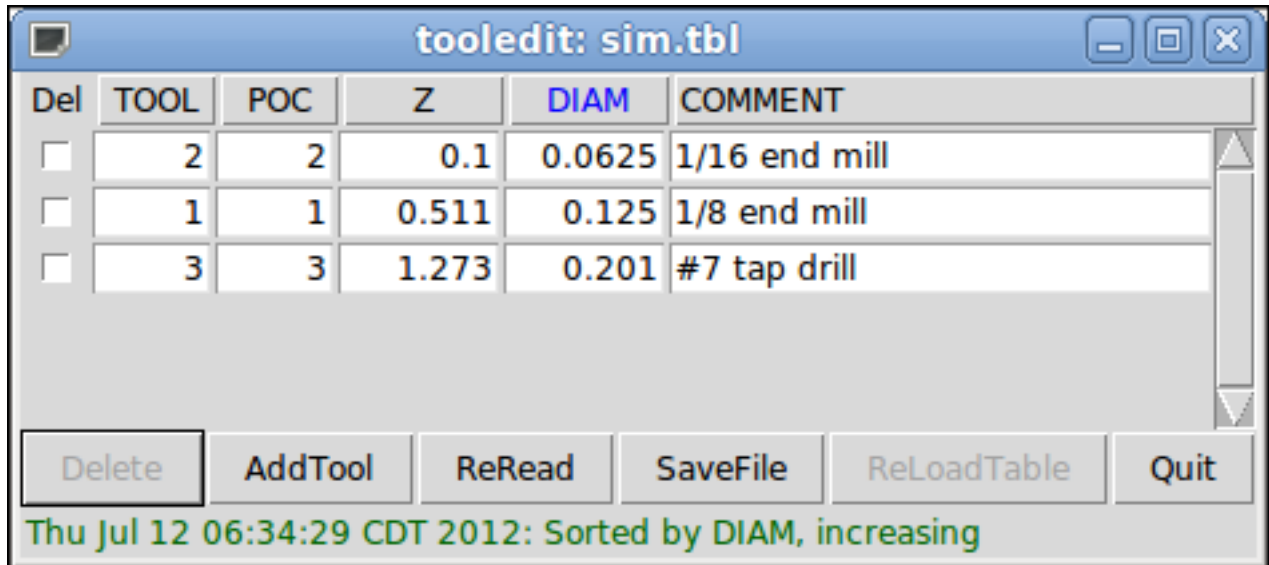 tooledit: sim.tbl
Del TOOL POC Z DIAM COMMENT
2 2 0.1 0.0625 1/16 end mill
1 1 0.511 0.125 1/8 end mill
3 3 1.273 0.201 #7 tap drill
Delete AddTool ReRead SaveFile ReLoadTable Quit
Thu Jul 12 06:34:29 CDT 2012: Sorted by DIAM, increasing